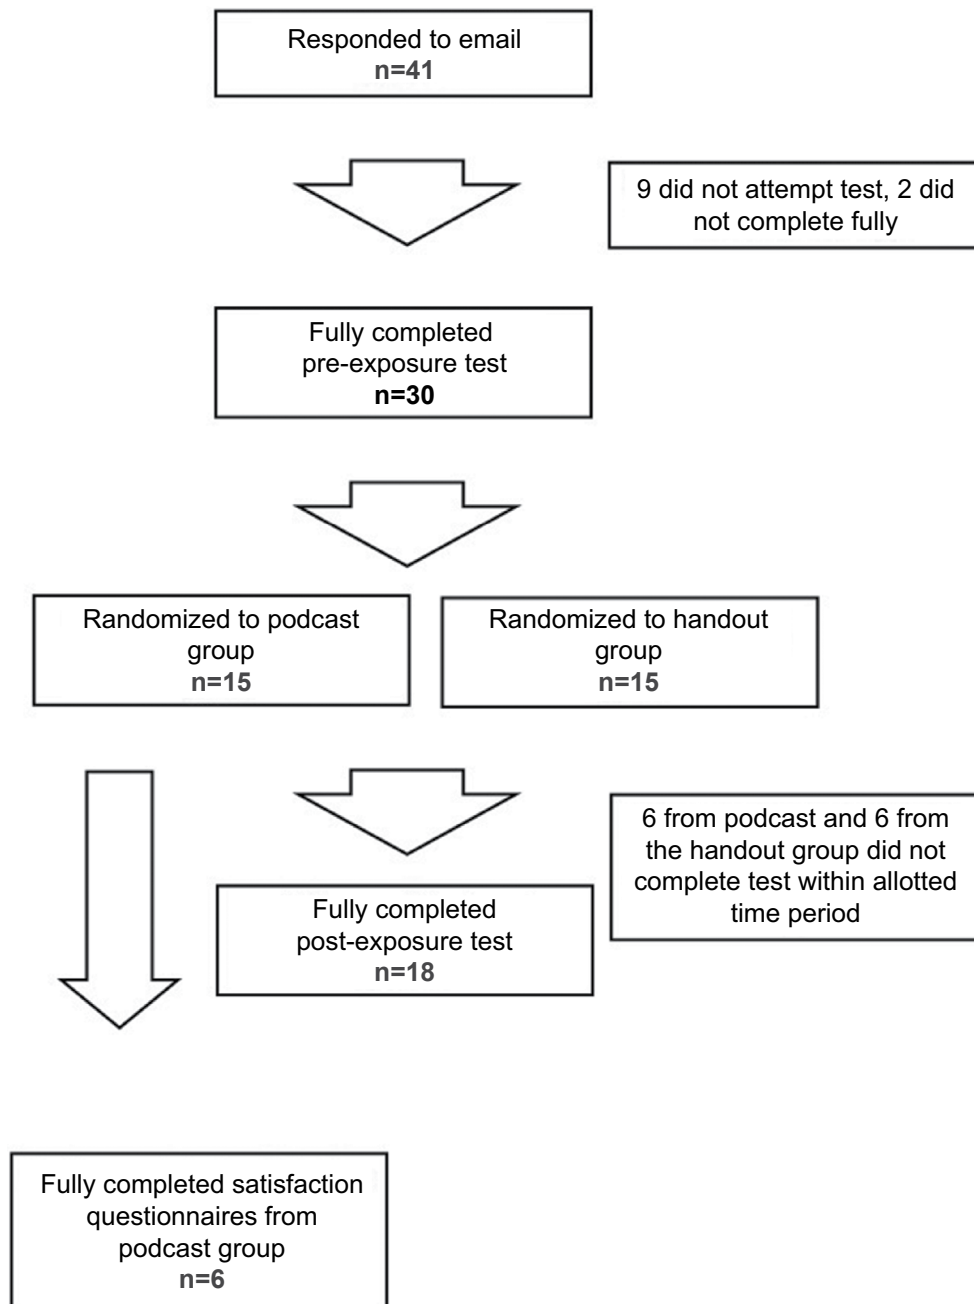 Responded to email
n=41
9 did not attempt test, 2 did
not complete fully
Fully completed
pre-exposure test
n=30
Randomized to podcast
group
n=15
Randomized to handout
group
n=15
6 from podcast and 6 from
the handout group did not
complete test within allotted
time period
Fully completed
post-exposure test
n=18
Fully completed satisfaction
questionnaires from
podcast group
n=6